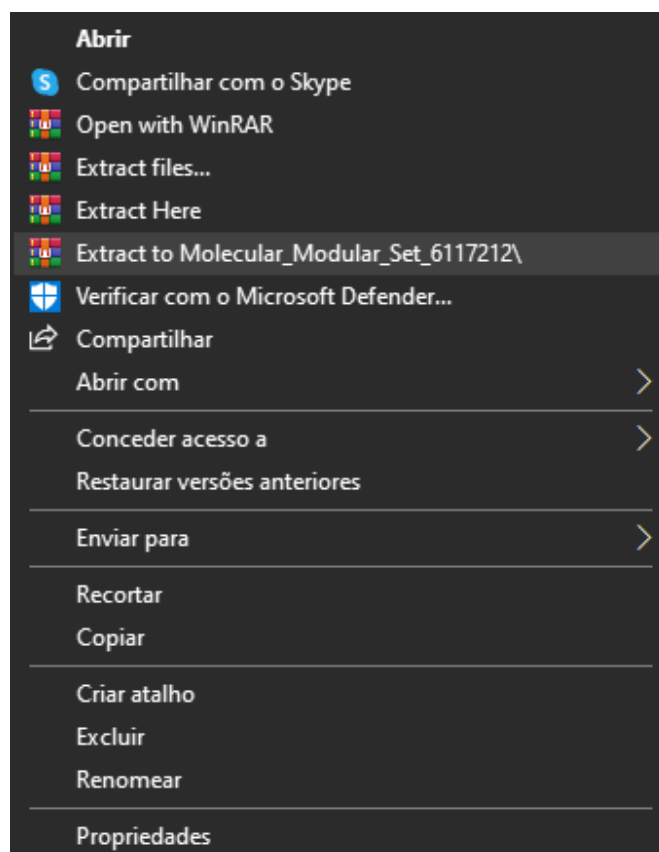 Abrir
Compartilhar com o Skype
Open with WinRAR
Extract files...
Extract Here
Extract to Molecular_Modular_Set_6117212\
Verificar com o Microsoft Defender...
Compartilhar
Abrir com
Conceder acesso a
Restaurar versões anteriores
Enviar para
Recortar
Copiar
Criar atalho
Excluir
Renomear
Propriedades